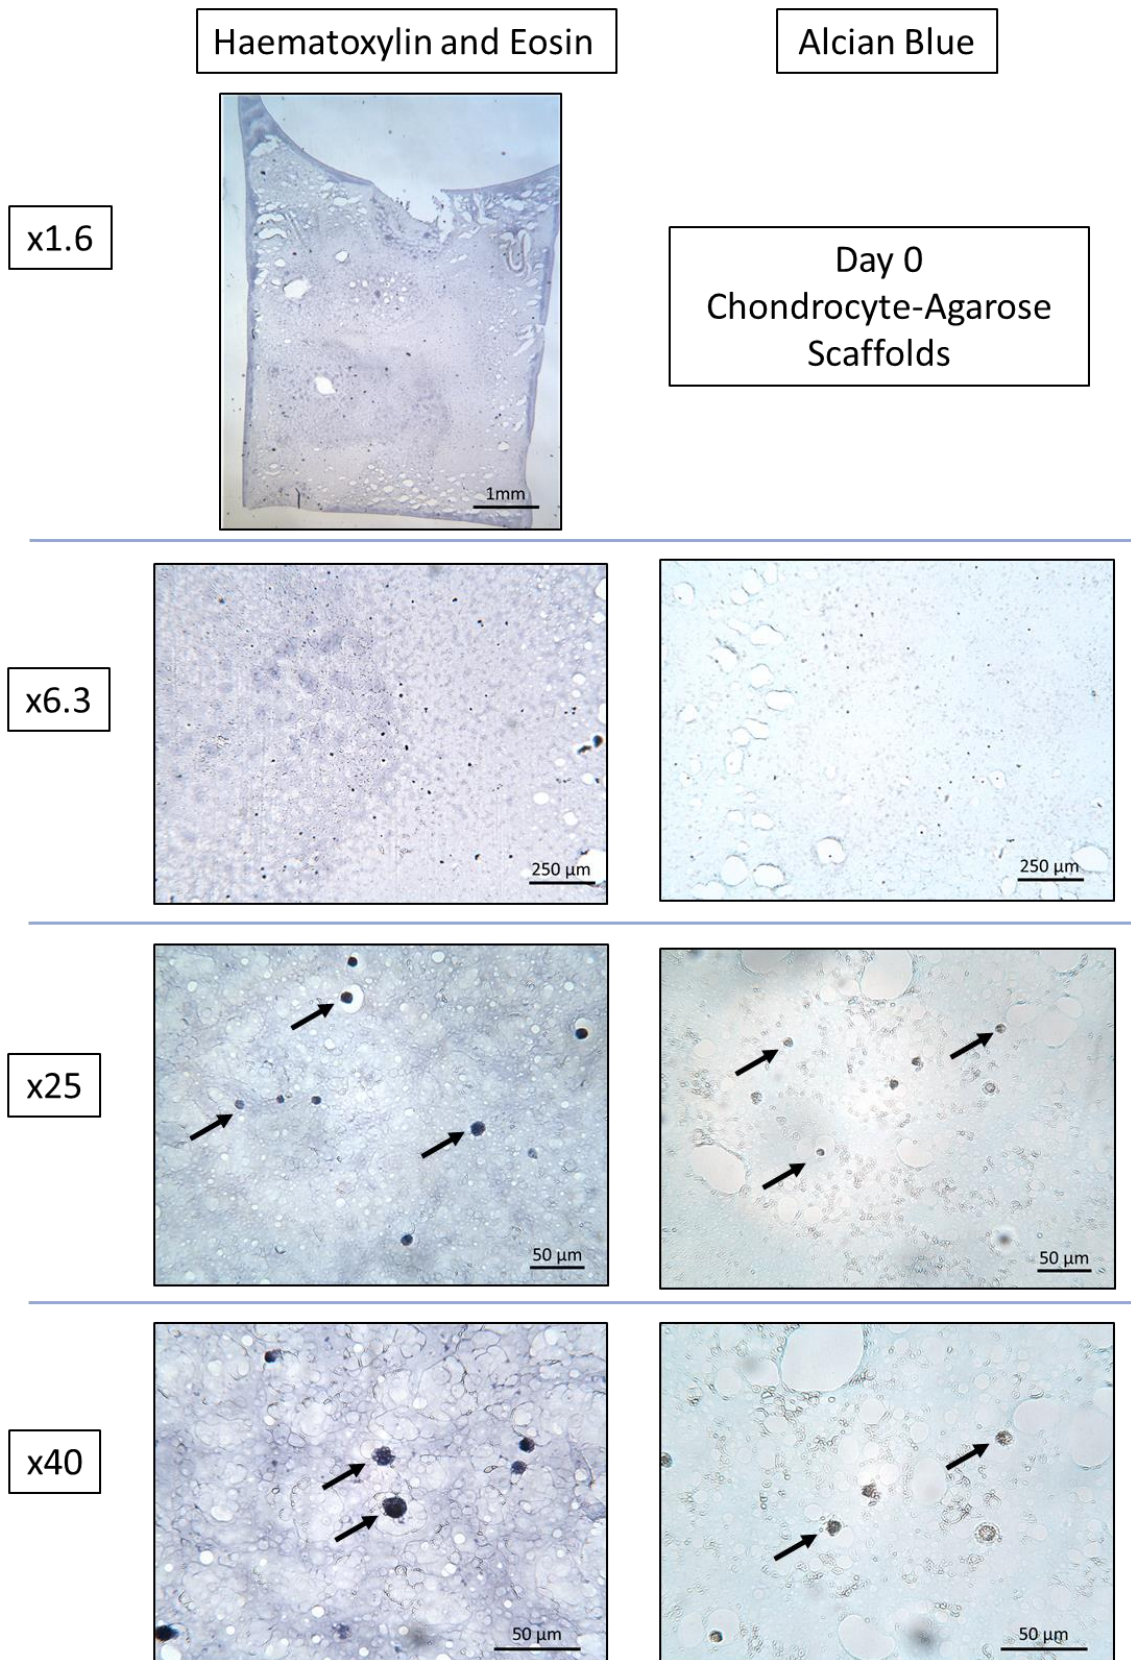 Haematoxylin and Eosin
Alcian Blue
x1.6
Day 0
Chondrocyte-Agarose
Scaffolds
1mm
x6.3
250 µm
250 µm
x25
50 µm
50 µm
x40
50 µm
50 µm